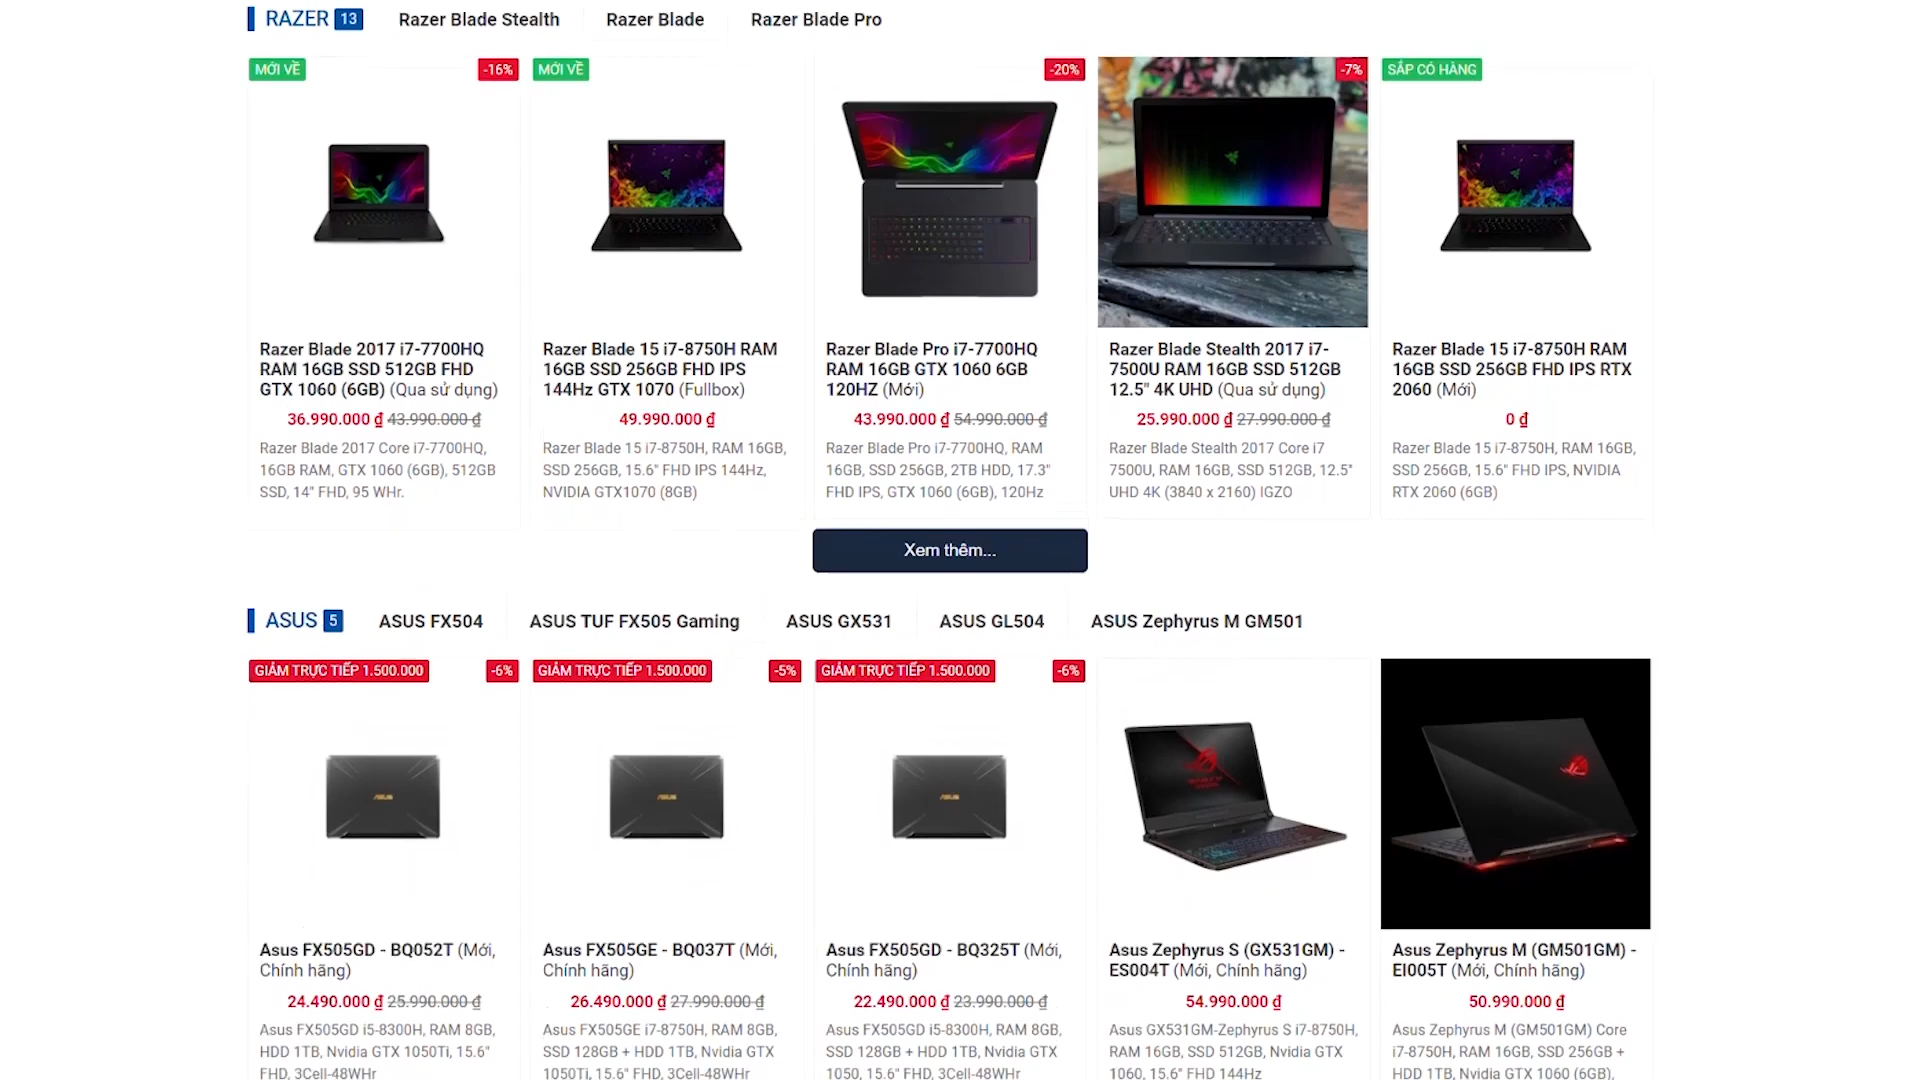 RAZER 13 Razer Blade Stealth Razer Blade Razer Blade Pro
MỚI VỀ -16% MỚI VỀ -20% -7% SẮP CÓ HÀNG
Razer Blade 2017 i7-7700HQ
RAM 16GB SSD 512GB FHD
GTX 1060 (6GB) (Qua sử dụng)
36.990.000 ₫ 43.990.000 ₫
Razer Blade 2017 Core i7-7700HQ,
16GB RAM, GTX 1060 (6GB), 512GB
SSD, 14" FHD, 95 WHr.
Razer Blade 15 i7-8750H RAM
16GB SSD 256GB FHD IPS
144Hz GTX 1070 (Fullbox)
49.990.000 ₫
Razer Blade 15 i7-8750H, RAM 16GB,
SSD 256GB, 15.6" FHD IPS 144Hz,
NVIDIA GTX1070 (8GB)
Razer Blade Pro i7-7700HQ
RAM 16GB GTX 1060 6GB
120HZ (Mới)
43.990.000 ₫ 54.990.000 ₫
Razer Blade Pro i7-7700HQ, RAM
16GB, SSD 256GB, 2TB HDD, 17.3"
FHD IPS, GTX 1060 (6GB), 120Hz
Razer Blade Stealth 2017 i7-
7500U RAM 16GB SSD 512GB
12.5" 4K UHD (Qua sử dụng)
25.990.000 ₫ 27.990.000 ₫
Razer Blade Stealth 2017 Core i7
7500U, RAM 16GB, SSD 512GB, 12.5"
UHD 4K (3840 x 2160) IGZO
Razer Blade 15 i7-8750H RAM
16GB SSD 256GB FHD IPS RTX
2060 (Mới)
0 ₫
Razer Blade 15 i7-8750H, RAM 16GB,
SSD 256GB, 15.6" FHD IPS, NVIDIA
RTX 2060 (6GB)
Xem thêm...
ASUS 5 ASUS FX504 ASUS TUF FX505 Gaming ASUS GX531 ASUS GL504 ASUS Zephyrus M GM501
GIẢM TRỰC TIẾP 1.500.000 -6% GIẢM TRỰC TIẾP 1.500.000 -5% GIẢM TRỰC TIẾP 1.500.000 -6%
ASUS
ASUS
ASUS
Asus FX505GD - BQ052T (Mới,
Chính hãng)
24.490.000 ₫ 25.990.000 ₫
Asus FX505GD i5-8300H, RAM 8GB,
HDD 1TB, Nvidia GTX 1050Ti, 15.6"
FHD, 3Cell-48WHr
Asus FX505GE - BQ037T (Mới,
Chính hãng)
26.490.000 ₫ 27.990.000 ₫
Asus FX505GE i7-8750H, RAM 8GB,
SSD 128GB + HDD 1TB, Nvidia GTX
1050Ti, 15.6" FHD, 3Cell-48WHr
Asus FX505GD - BQ325T (Mới,
Chính hãng)
22.490.000 ₫ 23.990.000 ₫
Asus FX505GD i5-8300H, RAM 8GB,
SSD 128GB + HDD 1TB, Nvidia GTX
1050, 15.6" FHD, 3Cell-48WHr
Asus Zephyrus S (GX531GM) -
ES004T (Mới, Chính hãng)
54.990.000 ₫
Asus GX531GM-Zephyrus S i7-8750H,
RAM 16GB, SSD 512GB, Nvidia GTX
1060, 15.6" FHD 144Hz
Asus Zephyrus M (GM501GM) -
EI005T (Mới, Chính hãng)
50.990.000 ₫
Asus Zephyrus M (GM501GM) Core
i7-8750H, RAM 16GB, SSD 256GB +
HDD 1TB, Nvidia GTX 1060 (6GB),